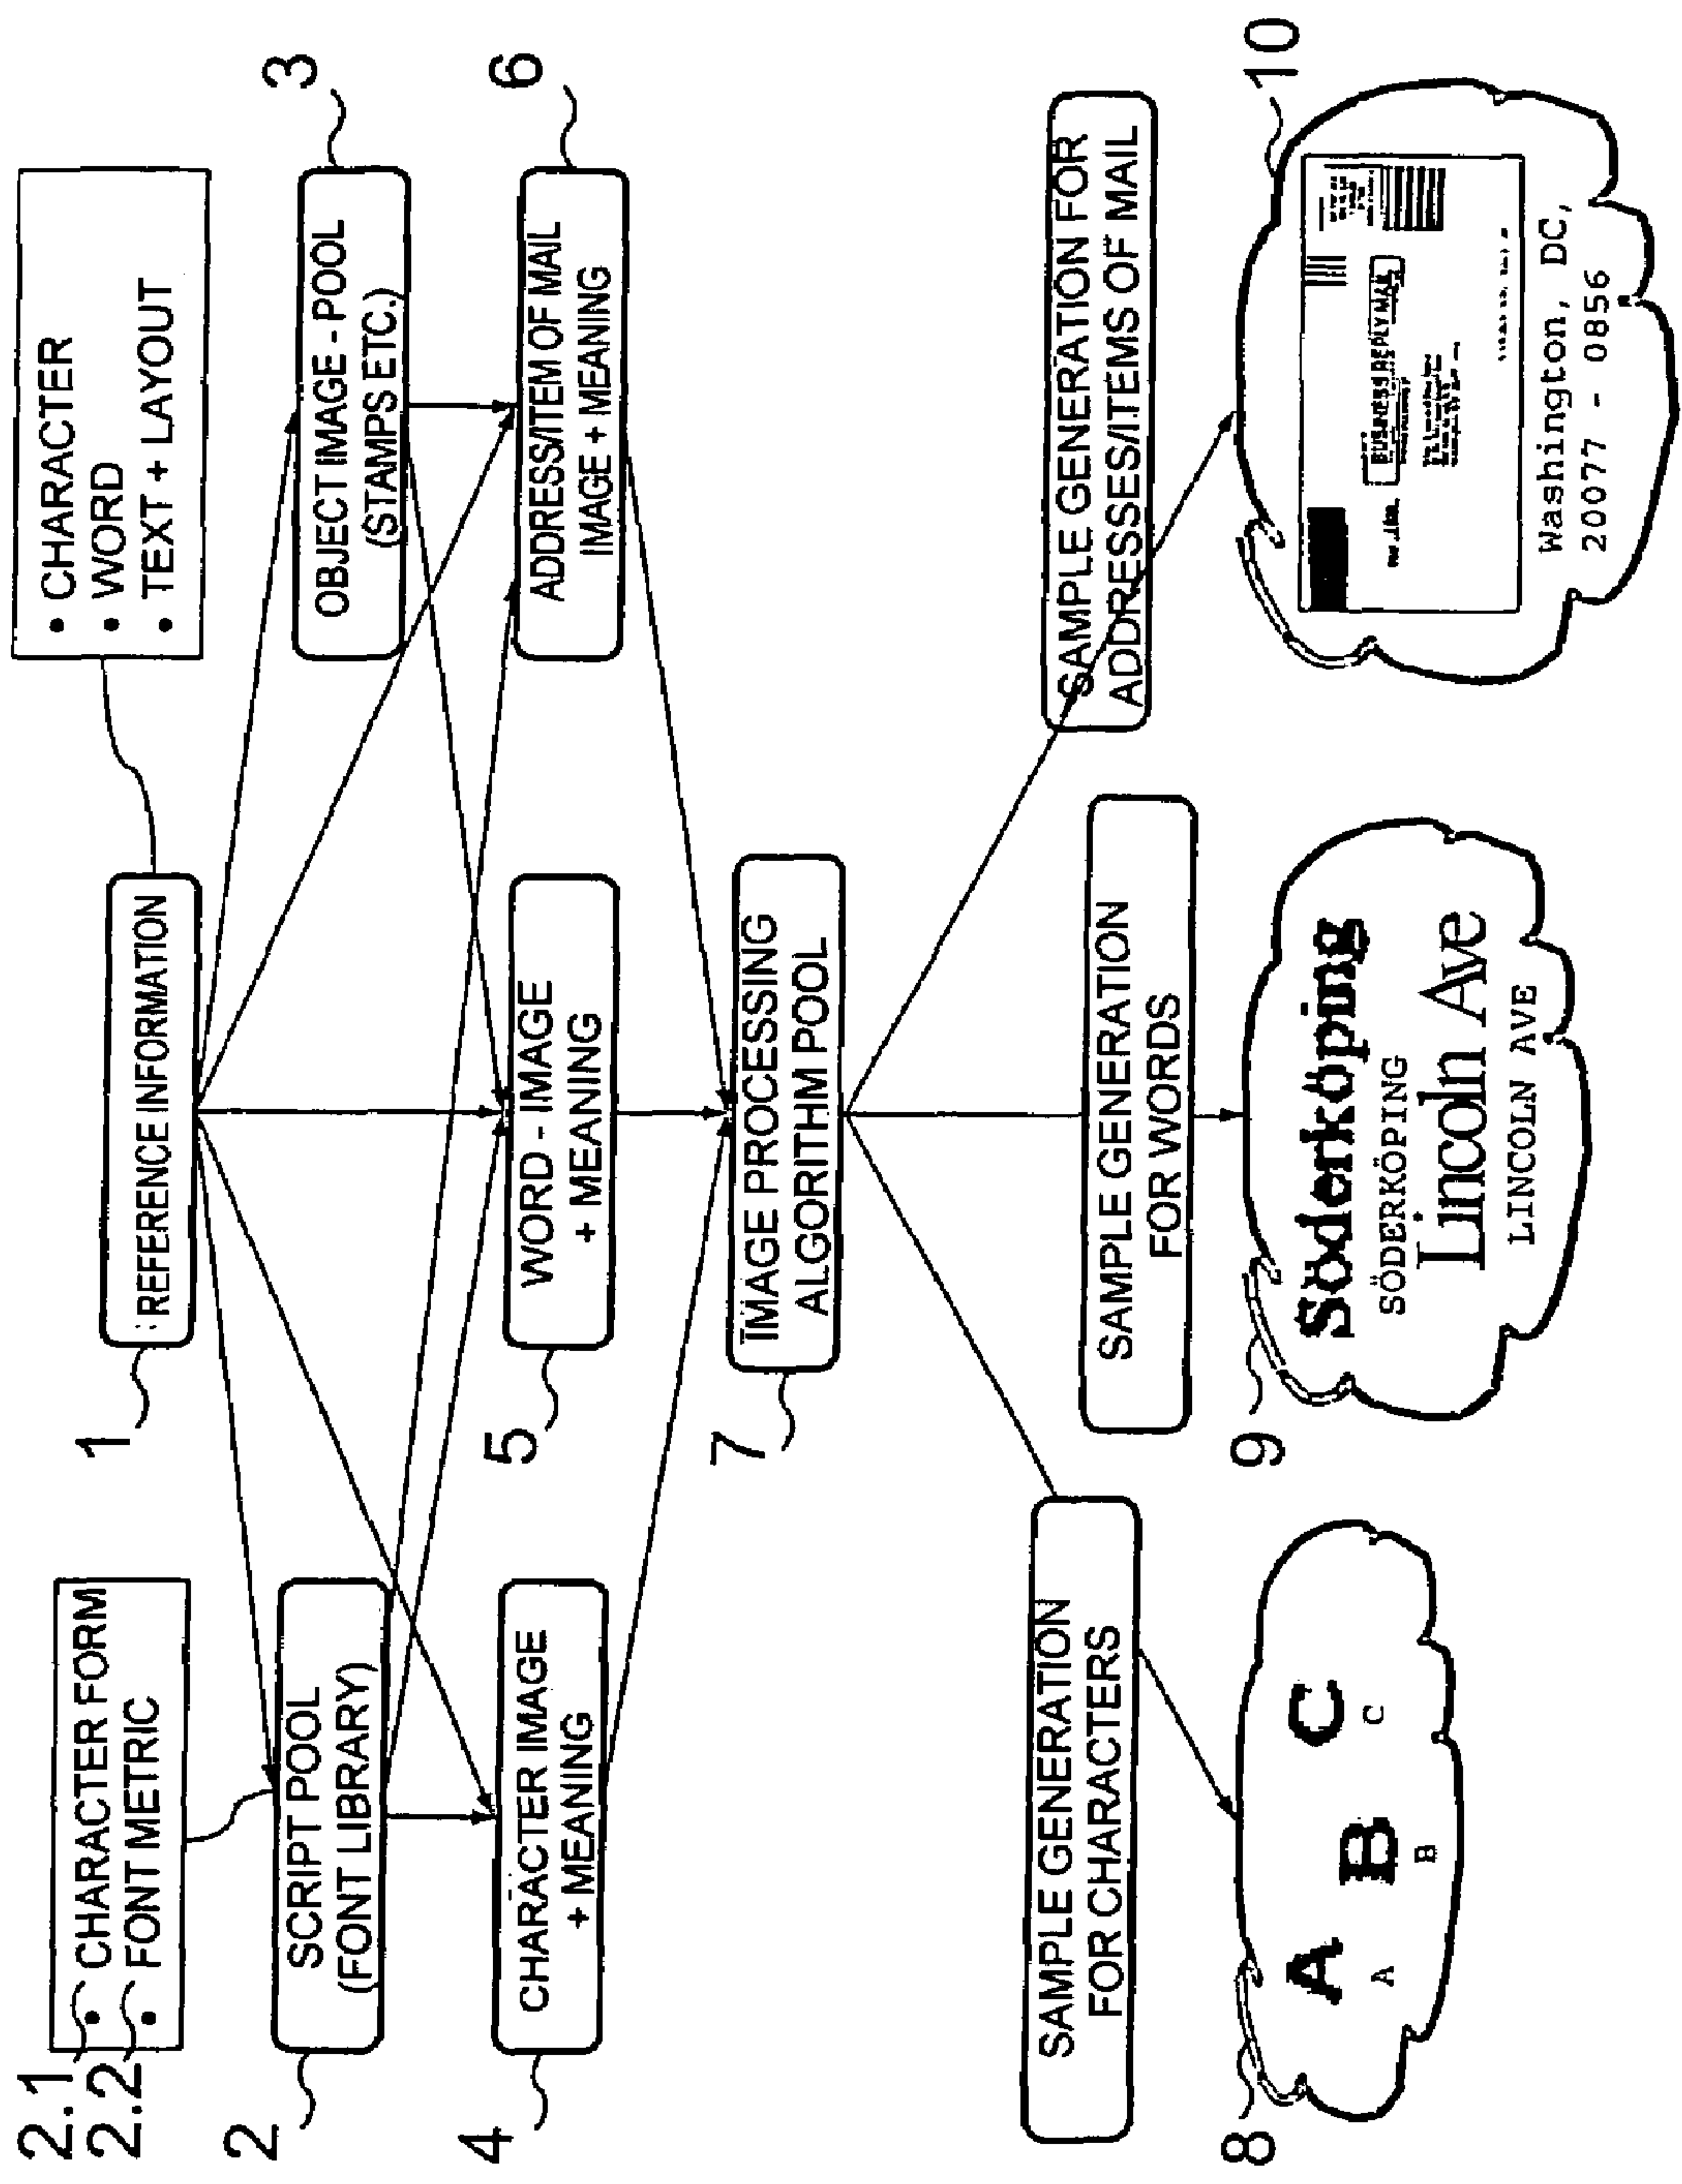 2.1
2.2
• CHARACTER FORM
• FONT METRIC
1
REFERENCE INFORMATION
• CHARACTER
• WORD
• TEXT + LAYOUT
2
SCRIPT POOL
(FONT LIBRARY)
OBJECT IMAGE - POOL
(STAMPS ETC.)
3
4
CHARACTER IMAGE
+ MEANING
5
WORD - IMAGE
+ MEANING
ADDRESS/ITEM OF MAIL
IMAGE + MEANING
6
7
IMAGE PROCESSING
ALGORITHM POOL
SAMPLE GENERATION
FOR CHARACTERS
SAMPLE GENERATION
FOR WORDS
SAMPLE GENERATION FOR
ADDRESSES/ITEMS OF MAIL
8
A B C
A B C
9
Söderköping
SÖDERKÖPING
Lincoln Ave
LINCOLN AVE
10
BUSINESS REPLY MAIL
Washington, DC,
20077 - 0856